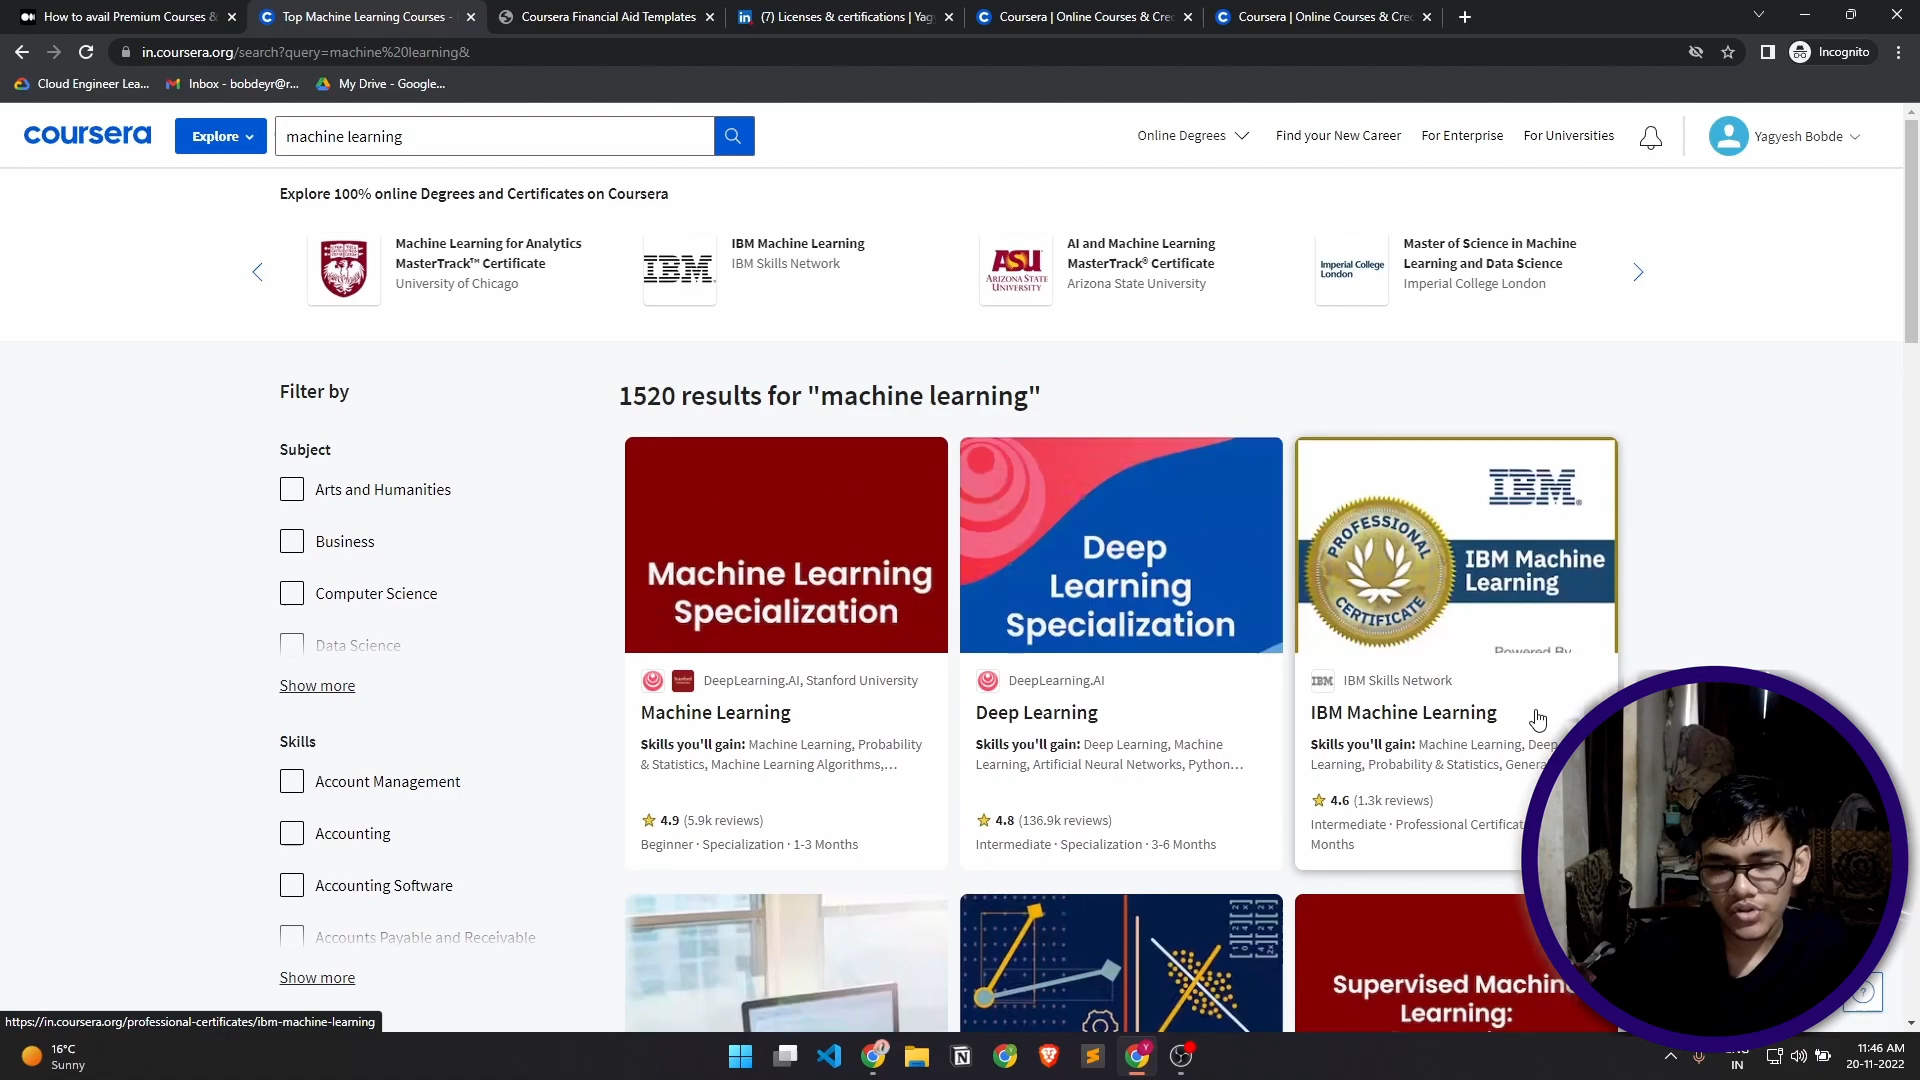 How to avail Premium Courses &
Top Machine Learning Courses -
Coursera Financial Aid Templates
(7) Licenses & certifications | Yag
Coursera | Online Courses & Cre
Coursera | Online Courses & Cre
in.coursera.org/search?query=machine%20learning&
Incognito
Cloud Engineer Lea...
Inbox - bobdeyr@r...
My Drive - Google...
coursera
Explore
machine learning
Online Degrees
Find your New Career
For Enterprise
For Universities
Yagyesh Bobde
Explore 100% online Degrees and Certificates on Coursera
Machine Learning for Analytics
MasterTrack™ Certificate
University of Chicago
IBM
IBM Machine Learning
IBM Skills Network
ASU
ARIZONA STATE
UNIVERSITY
AI and Machine Learning
MasterTrack® Certificate
Arizona State University
Imperial College
London
Master of Science in Machine
Learning and Data Science
Imperial College London
Filter by
Subject
Arts and Humanities
Business
Computer Science
Data Science
Show more
Skills
Account Management
Accounting
Accounting Software
Accounts Payable and Receivable
Show more
1520 results for "machine learning"
Machine Learning
Specialization
DeepLearning.AI, Stanford University
Machine Learning
Skills you'll gain: Machine Learning, Probability
& Statistics, Machine Learning Algorithms,...
4.9 (5.9k reviews)
Beginner · Specialization · 1-3 Months
Deep
Learning
Specialization
DeepLearning.AI
Deep Learning
Skills you'll gain: Deep Learning, Machine
Learning, Artificial Neural Networks, Python...
4.8 (136.9k reviews)
Intermediate · Specialization · 3-6 Months
IBM
PROFESSIONAL
CERTIFICATE
IBM Machine
Learning
Powered By
IBM
IBM Skills Network
IBM Machine Learning
Skills you'll gain: Machine Learning, Deep
Learning, Probability & Statistics, Genera
4.6 (1.3k reviews)
Intermediate · Professional Certificat
Months
Supervised Machin
Learning:
https://in.coursera.org/professional-certificates/ibm-machine-learning
16°C
Sunny
ENG
IN
11:46 AM
20-11-2022